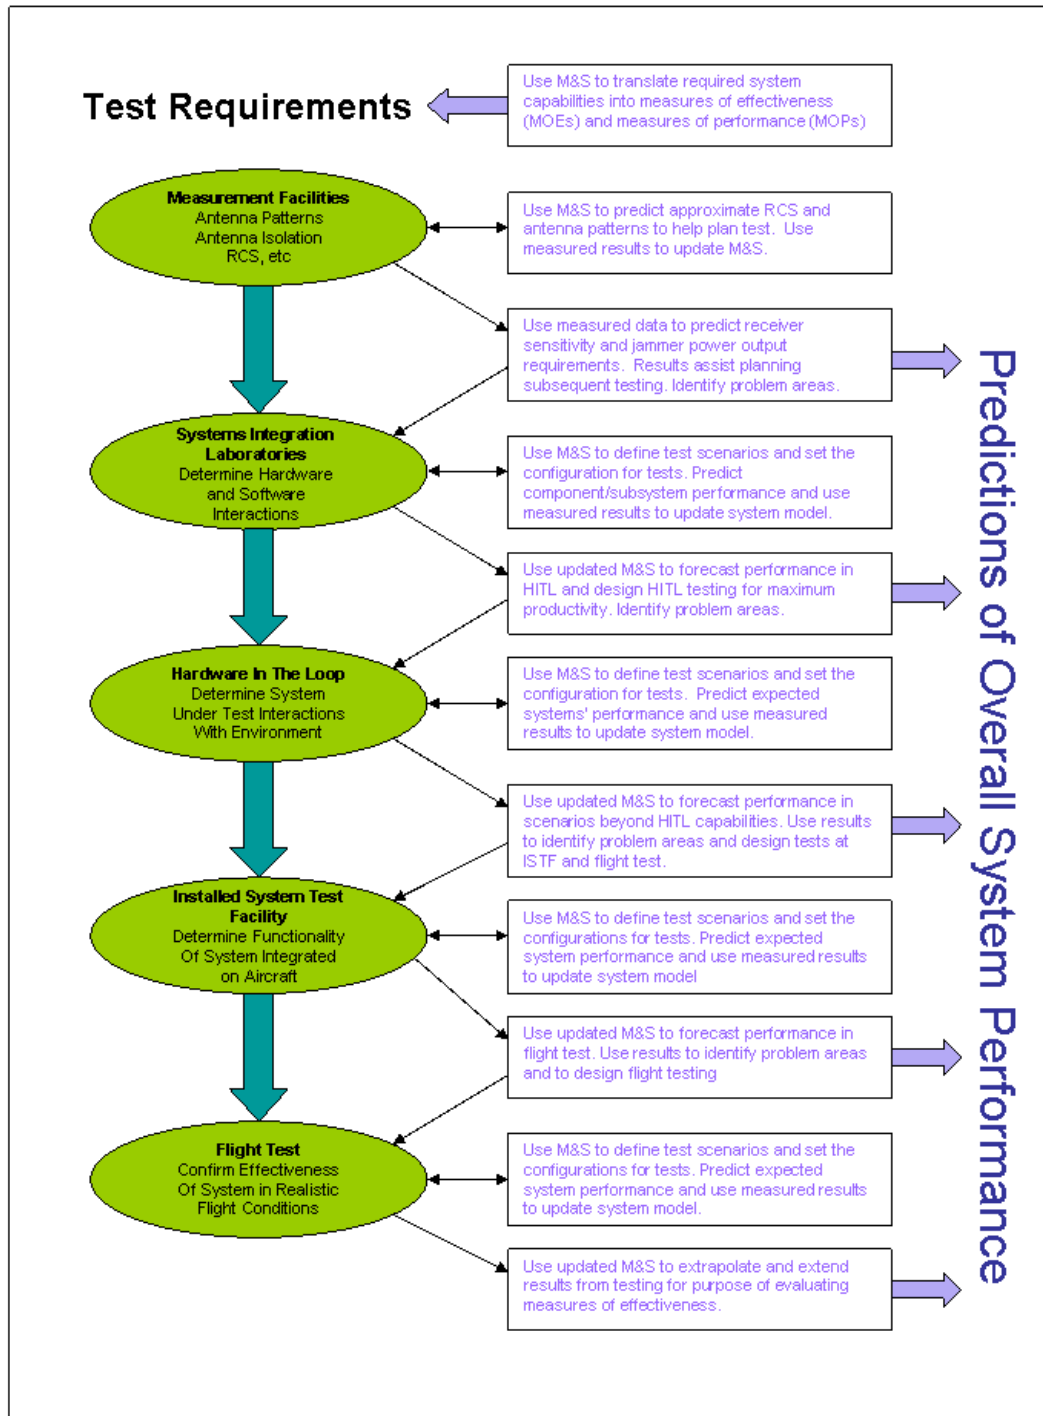 Test Requirements
Use M&S to translate required system
capabilities into measures of effectiveness
(MOEs) and measures of performance (MOPs)
Measurement Facilities
Antenna Patterns
Antenna Isolation
RCS, etc
Use M&S to predict approximate RCS and
antenna patterns to help plan test.  Use
measured results to update M&S.
Use measured data to predict receiver
sensitivity and jammer power output
requirements.  Results assist planning
subsequent testing. Identify problem areas.
Systems Integration
Laboratories
Determine Hardware
and Software
Interactions
Use M&S to define test scenarios and set the
configuration for tests. Predict
component/subsystem performance and use
measured results to update system model.
Use updated M&S to forecast performance in
HITL and design HITL testing for maximum
productivity. Identify problem areas.
Hardware In The Loop
Determine System
Under Test Interactions
With Environment
Use M&S to define test scenarios and set the
configuration for tests.  Predict expected
systems' performance and use measured
results to update system model.
Use updated M&S to forecast performance in
scenarios beyond HITL capabilities. Use results
to identify problem areas and design tests at
ISTF and flight test.
Installed System Test
Facility
Determine Functionality
Of System Integrated
on Aircraft
Use M&S to define test scenarios and set the
configurations for tests. Predict expected
system performance and use measured results
to update system model
Use updated M&S to forecast performance in
flight test. Use results to identify problem areas
and to design flight testing
Flight Test
Confirm Effectiveness
Of System in Realistic
Flight Conditions
Use M&S to define test scenarios and set the
configurations for tests. Predict expected
system performance and use measured results
to update system model.
Use updated M&S to extrapolate and extend
results from testing for purpose of evaluating
measures of effectiveness.
Predictions of Overall System Performance